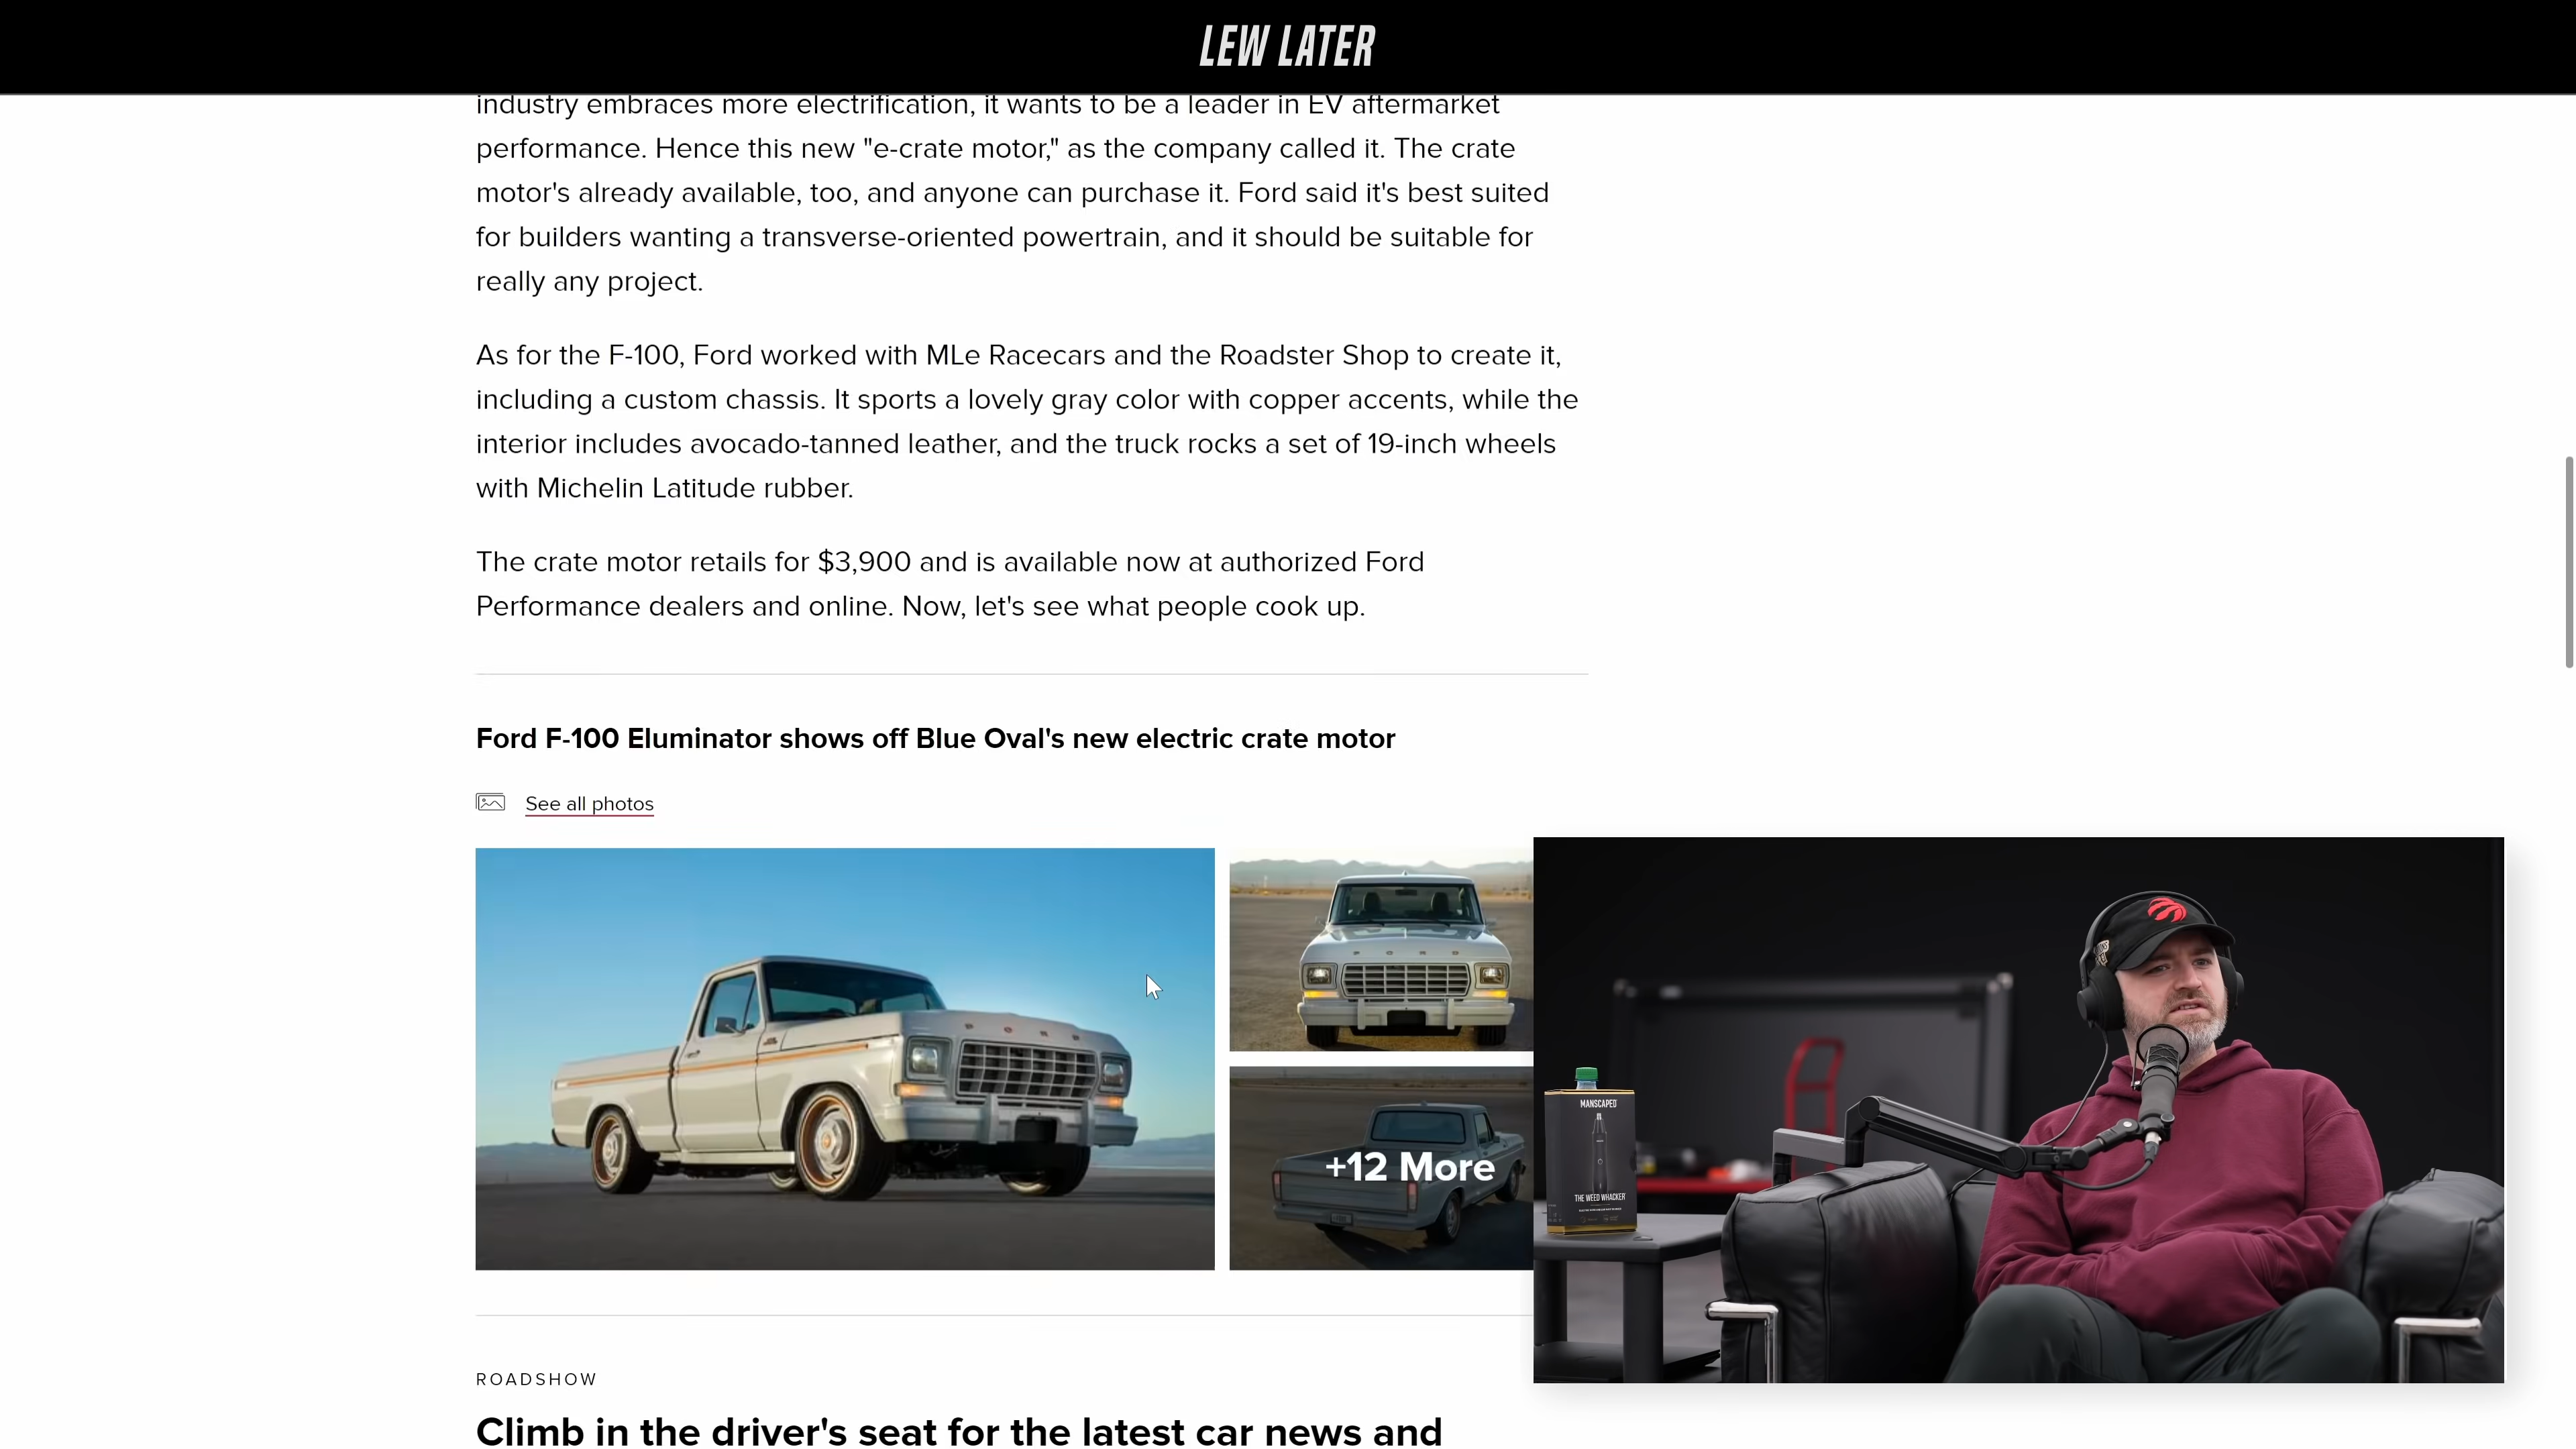 LEW LATER
industry embraces more electrification, it wants to be a leader in EV aftermarket
performance. Hence this new "e-crate motor," as the company called it. The crate
motor's already available, too, and anyone can purchase it. Ford said it's best suited
for builders wanting a transverse-oriented powertrain, and it should be suitable for
really any project.
As for the F-100, Ford worked with MLe Racecars and the Roadster Shop to create it,
including a custom chassis. It sports a lovely gray color with copper accents, while the
interior includes avocado-tanned leather, and the truck rocks a set of 19-inch wheels
with Michelin Latitude rubber.
The crate motor retails for $3,900 and is available now at authorized Ford
Performance dealers and online. Now, let's see what people cook up.
Ford F-100 Eluminator shows off Blue Oval's new electric crate motor
See all photos
FORD
FORD
+12 More
MANSCAPED
THE WEED WHACKER
ROADSHOW
Climb in the driver's seat for the latest car news and